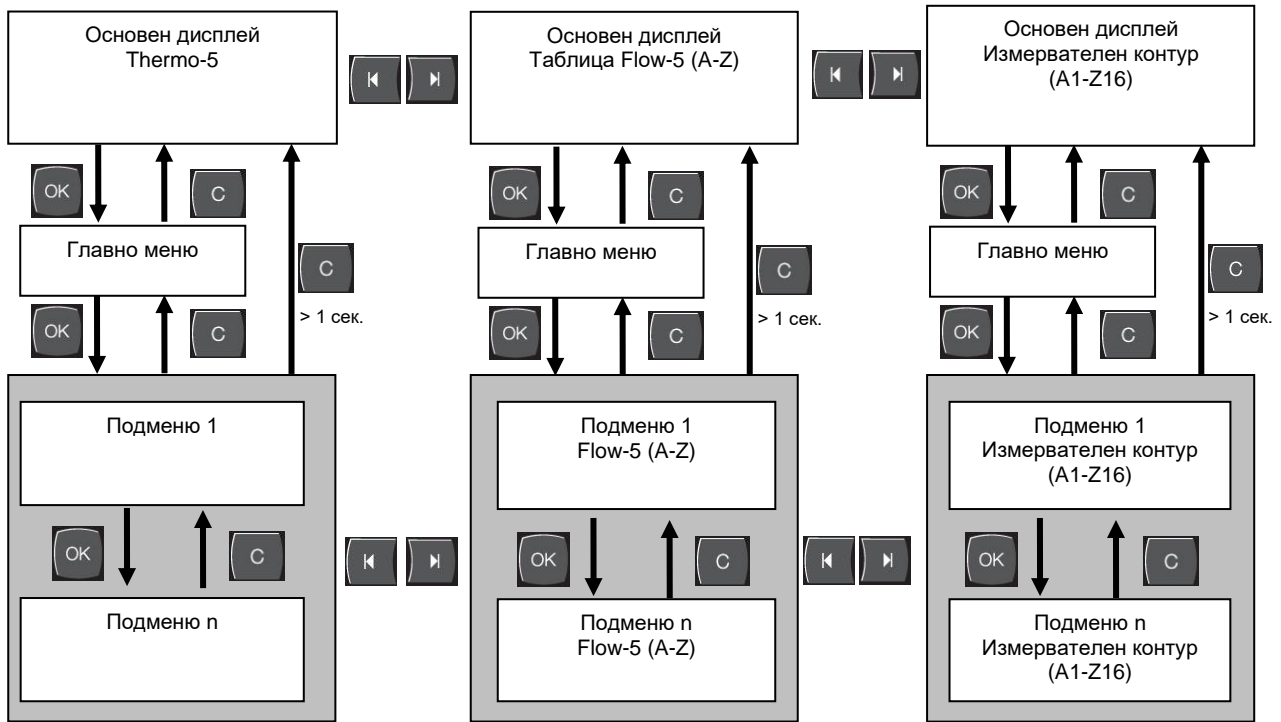 Основен дисплей
Thermo-5
Основен дисплей
Таблица Flow-5 (A-Z)
Основен дисплей
Измервателен контур
(A1-Z16)
OK
C
OK
C
OK
C
Главно меню
Главно меню
Главно меню
C
> 1 сек.
C
> 1 сек.
C
> 1 сек.
OK
C
OK
C
OK
C
Подменю 1
Подменю 1
Flow-5 (A-Z)
Подменю 1
Измервателен контур
(A1-Z16)
OK
C
OK
C
OK
C
Подменю n
Подменю n
Flow-5 (A-Z)
Подменю n
Измервателен контур
(A1-Z16)